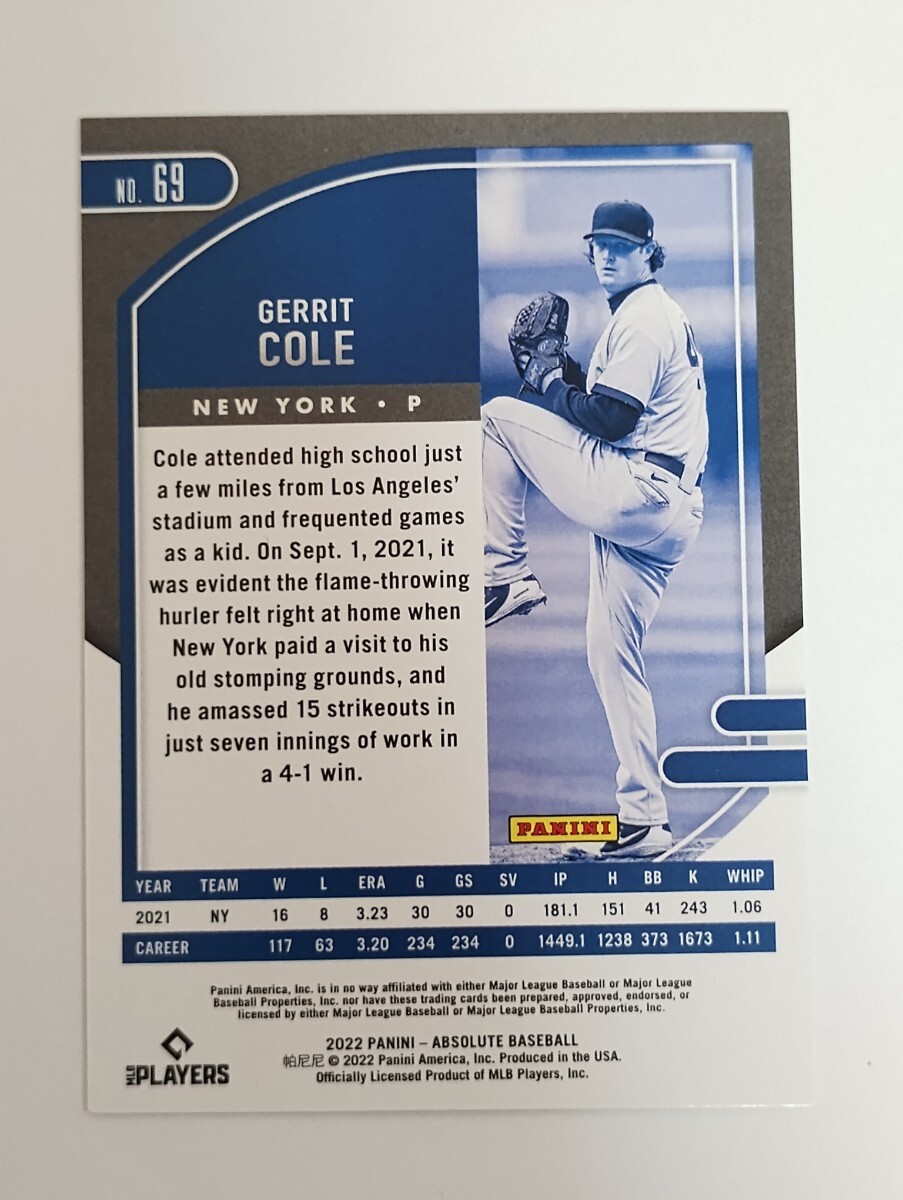 NO. 69
GERRIT
COLE
NEW YORK • P
Cole attended high school just
a few miles from Los Angeles'
stadium and frequented games
as a kid. On Sept. 1, 2021, it
was evident the flame-throwing
hurler felt right at home when
New York paid a visit to his
old stomping grounds, and
he amassed 15 strikeouts in
just seven innings of work in
a 4-1 win.
PANINI
YEAR TEAM W L ERA G GS SV IP H BB K WHIP
2021 NY 16 8 3.23 30 30 0 181.1 151 41 243 1.06
CAREER 117 63 3.20 234 234 0 1449.1 1238 373 1673 1.11
Panini America, Inc. is in no way affiliated with either Major League Baseball or Major League
Baseball Properties, Inc. nor have these trading cards been prepared, approved, endorsed, or
licensed by either Major League Baseball or Major League Baseball Properties, Inc.
2022 PANINI – ABSOLUTE BASEBALL
帕尼尼 © 2022 Panini America, Inc. Produced in the USA.
Officially Licensed Product of MLB Players, Inc.
MLB PLAYERS